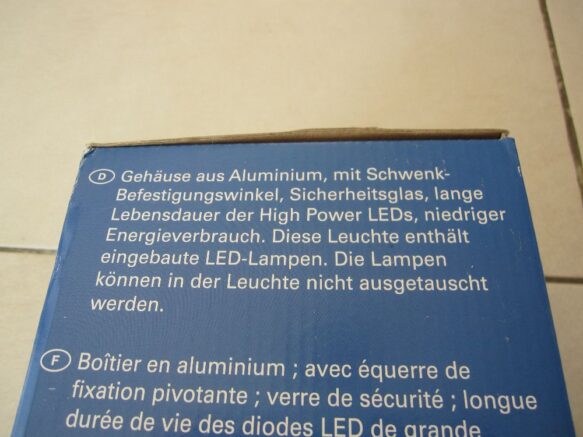 D Gehäuse aus Aluminium, mit Schwenk-
Befestigungswinkel, Sicherheitsglas, lange
Lebensdauer der High Power LEDs, niedriger
Energieverbrauch. Diese Leuchte enthält
eingebaute LED-Lampen. Die Lampen
können in der Leuchte nicht ausgetauscht
werden.
F Boîtier en aluminium ; avec équerre de
fixation pivotante ; verre de sécurité ; longue
durée de vie des diodes LED de grande